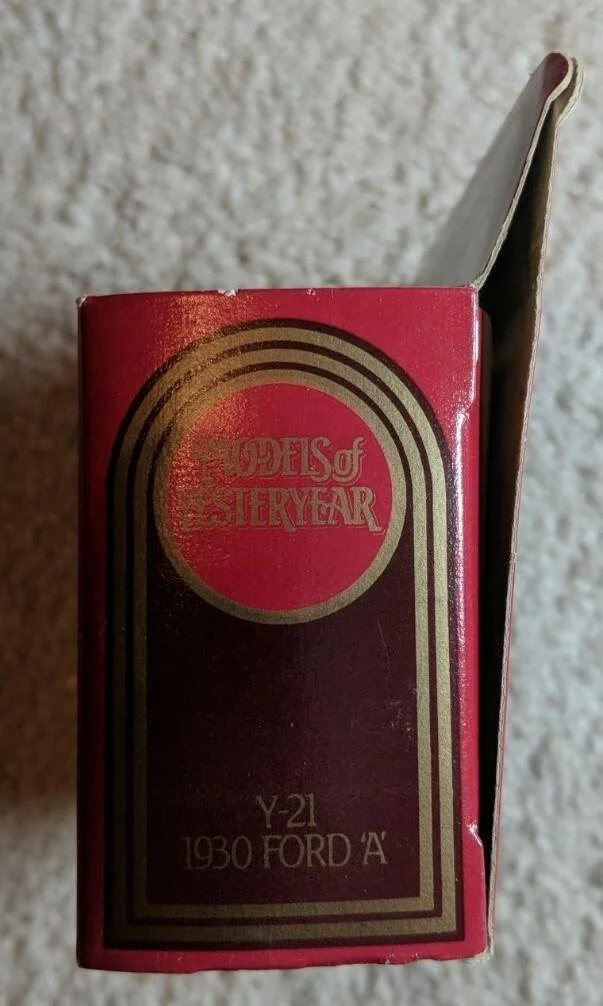 MODELS of
YESTERYEAR
Y-21
1930 FORD 'A'